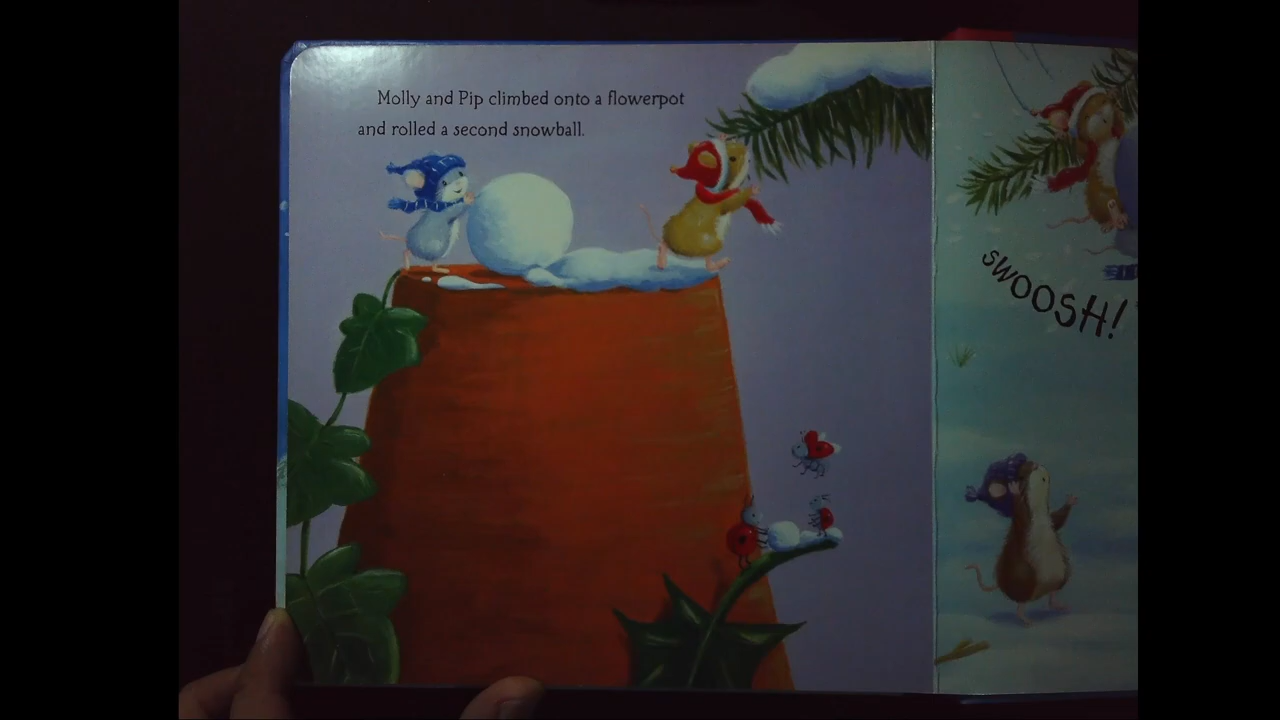 Molly and Pip climbed onto a flowerpot
and rolled a second snowball.
SWOOSH!